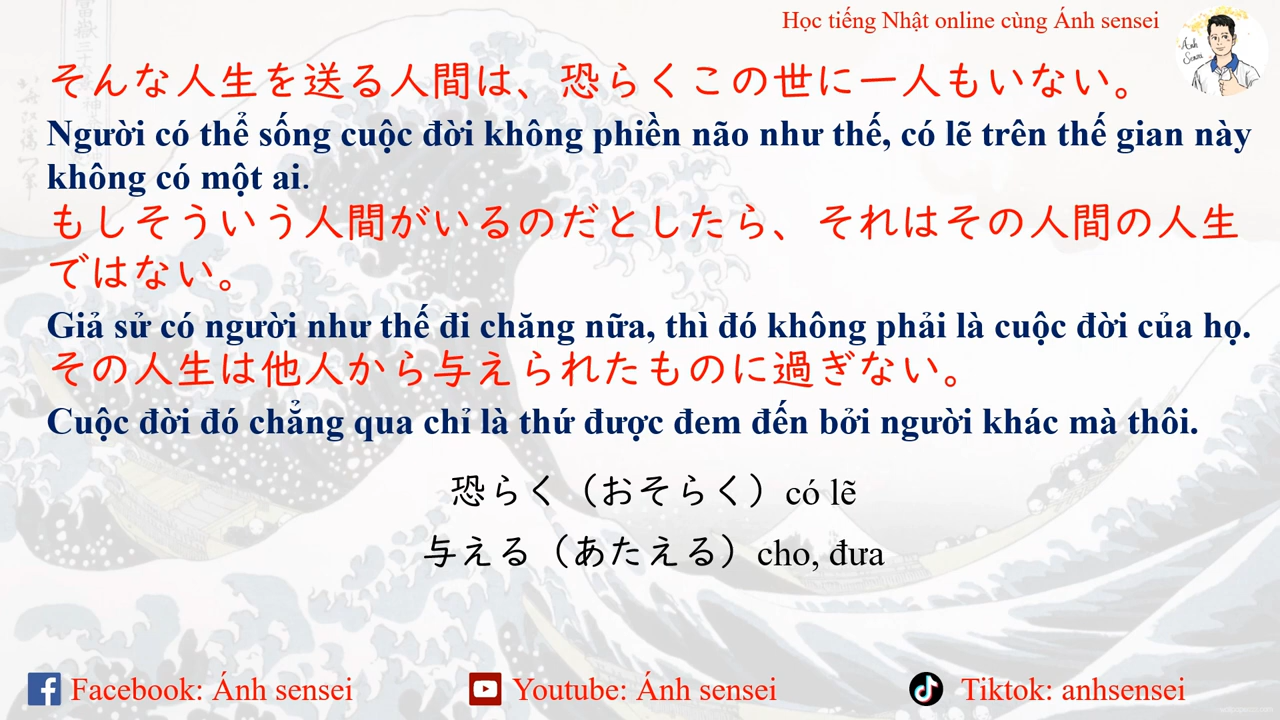 Học tiếng Nhật online cùng Ánh sensei
Ánh
Sensei
そんな人生を送る人間は、恐らくこの世に一人もいない。
Người có thể sống cuộc đời không phiền não như thế, có lẽ trên thế gian này
không có một ai.
もしそういう人間がいるのだとしたら、それはその人間の人生
ではない。
Giả sử có người như thế đi chăng nữa, thì đó không phải là cuộc đời của họ.
その人生は他人から与えられたものに過ぎない。
Cuộc đời đó chẳng qua chỉ là thứ được đem đến bởi người khác mà thôi.
恐らく（おそらく）có lẽ
与える（あたえる）cho, đưa
Facebook: Ánh sensei
Youtube: Ánh sensei
Tiktok: anhsensei